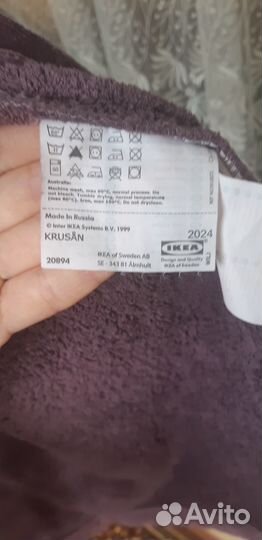 Australia:
Machine wash, max 60°C, normal process. Do
not bleach. Tumble drying, normal temperature
(max 80°C). Iron, max 150°C. Do not dryclean.
Made in Russia
© Inter IKEA Systems B.V. 1999
KRUSÅN
2024
IKEA
Design and Quality
IKEA of Sweden
20894
IKEA of Sweden AB
SE - 343 81 Älmhult
Avito